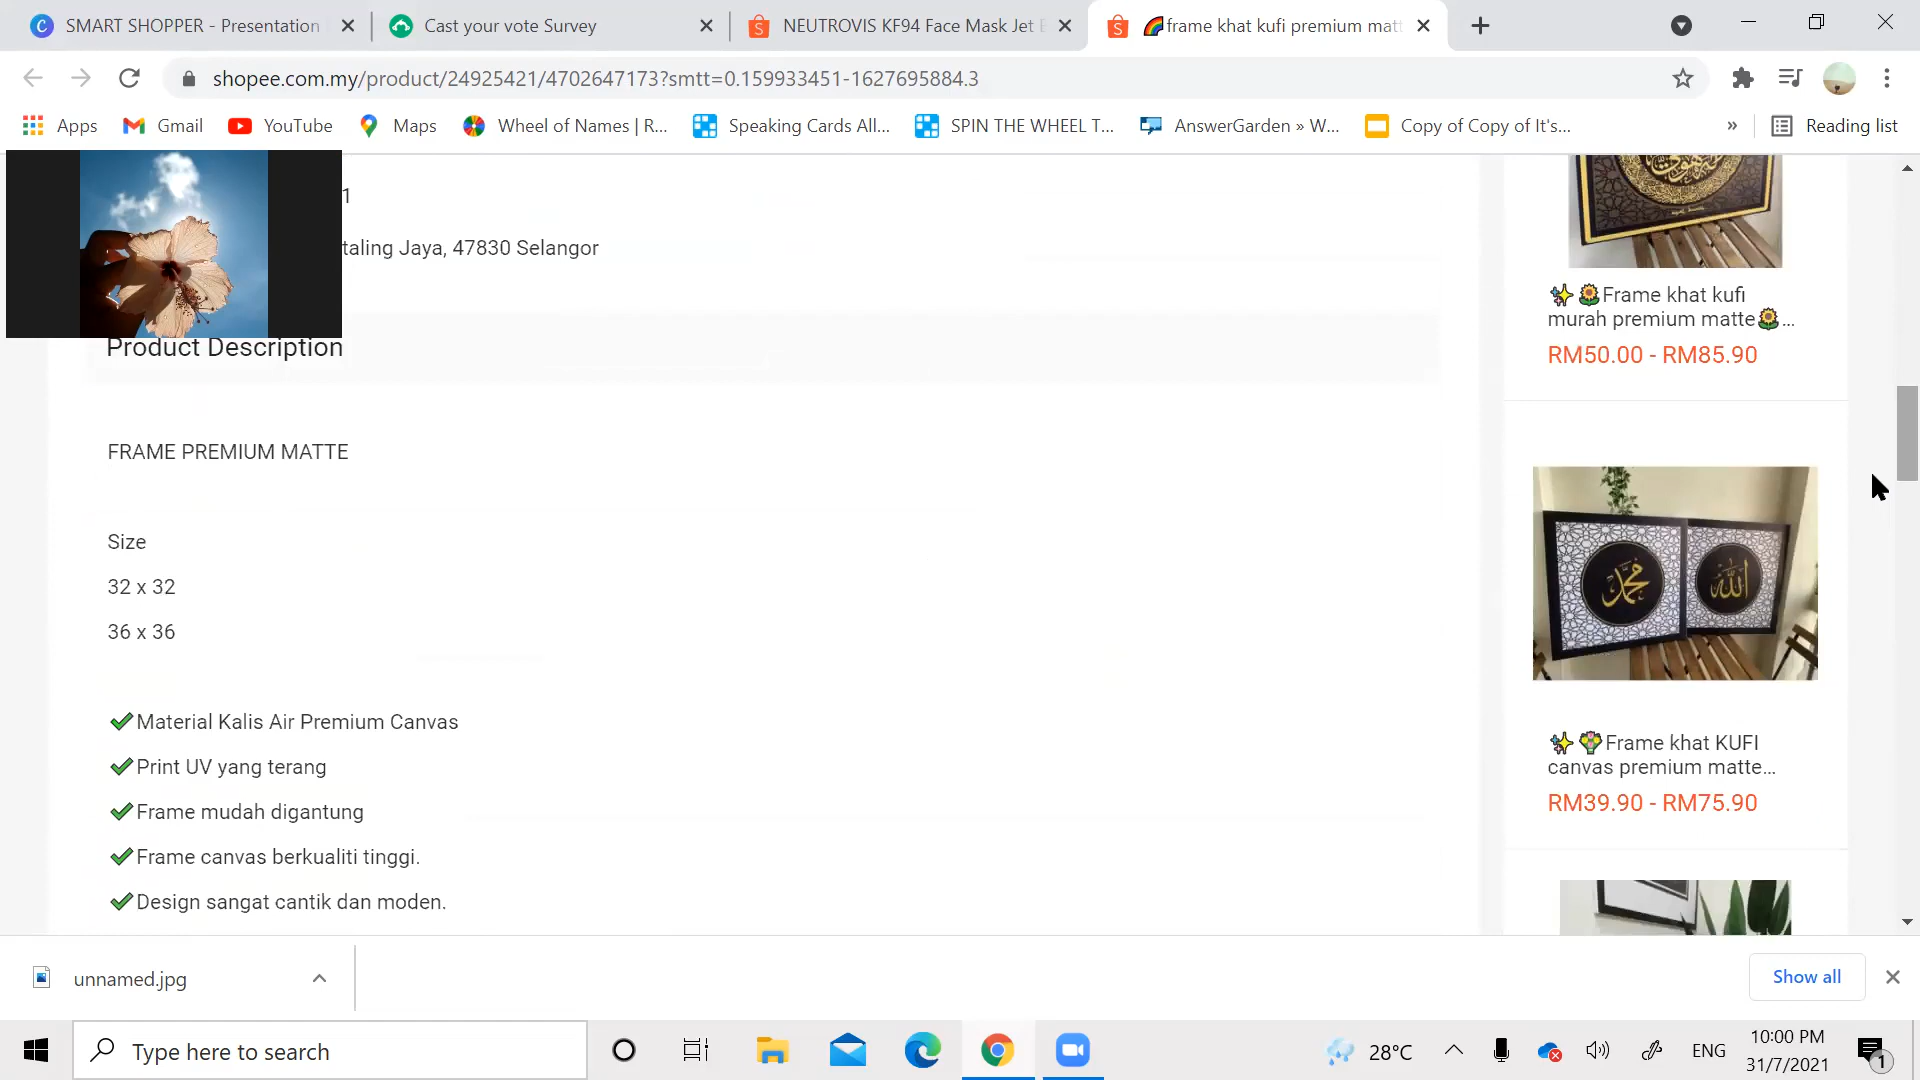 SMART SHOPPER - Presentation
Cast your vote Survey
NEUTROVIS KF94 Face Mask Jet
frame khat kufi premium mat
shopee.com.my/product/24925421/4702647173?smtt=0.159933451-1627695884.3
Apps
Gmail
YouTube
Maps
Wheel of Names | R...
Speaking Cards All...
SPIN THE WHEEL T...
AnswerGarden » W...
Copy of Copy of It's...
»
Reading list
1
taling Jaya, 47830 Selangor
Product Description
FRAME PREMIUM MATTE
Size
32 x 32
36 x 36
✔Material Kalis Air Premium Canvas
✔Print UV yang terang
✔Frame mudah digantung
✔Frame canvas berkualiti tinggi.
✔Design sangat cantik dan moden.
✨🌻Frame khat kufi
murah premium matte🌻...
RM50.00 - RM85.90
محمد
الله
✨💐Frame khat KUFI
canvas premium matte...
RM39.90 - RM75.90
unnamed.jpg
Show all
Type here to search
28°C
ENG
10:00 PM
31/7/2021
1